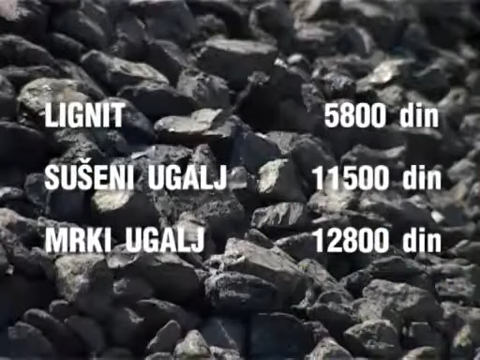 LIGNIT 5800 din
SUŠENI UGALJ 11500 din
MRKI UGALJ 12800 din